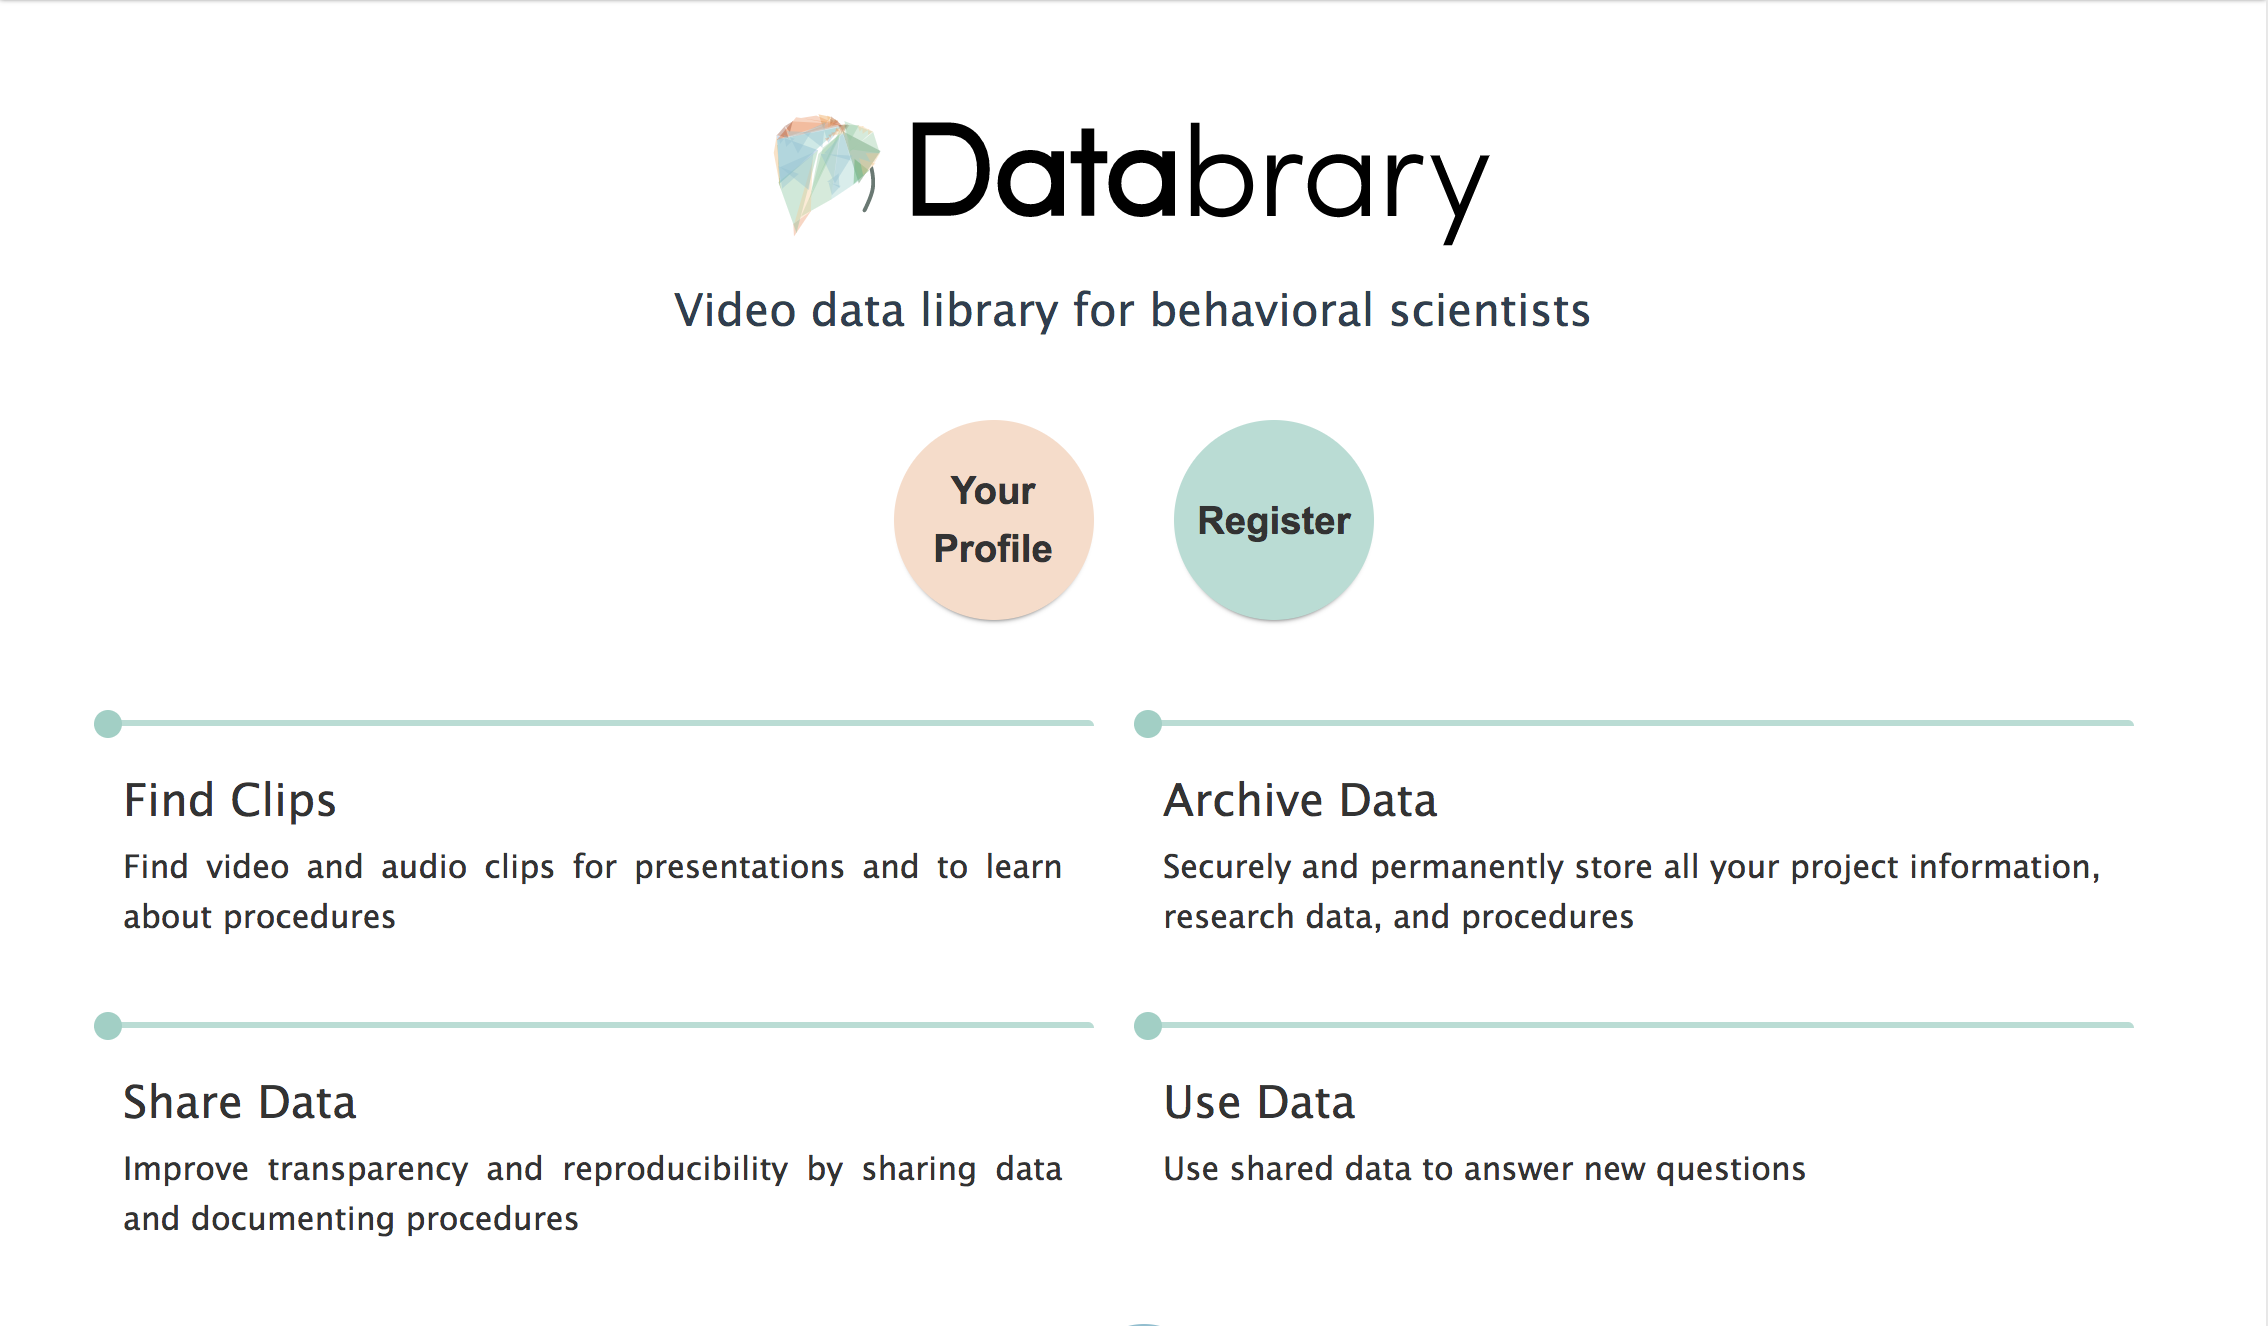 Databrary
Video data library for behavioral scientists
Your
Profile
Register
Find Clips
Find video and audio clips for presentations and to learn
about procedures
Archive Data
Securely and permanently store all your project information,
research data, and procedures
Share Data
Improve transparency and reproducibility by sharing data
and documenting procedures
Use Data
Use shared data to answer new questions